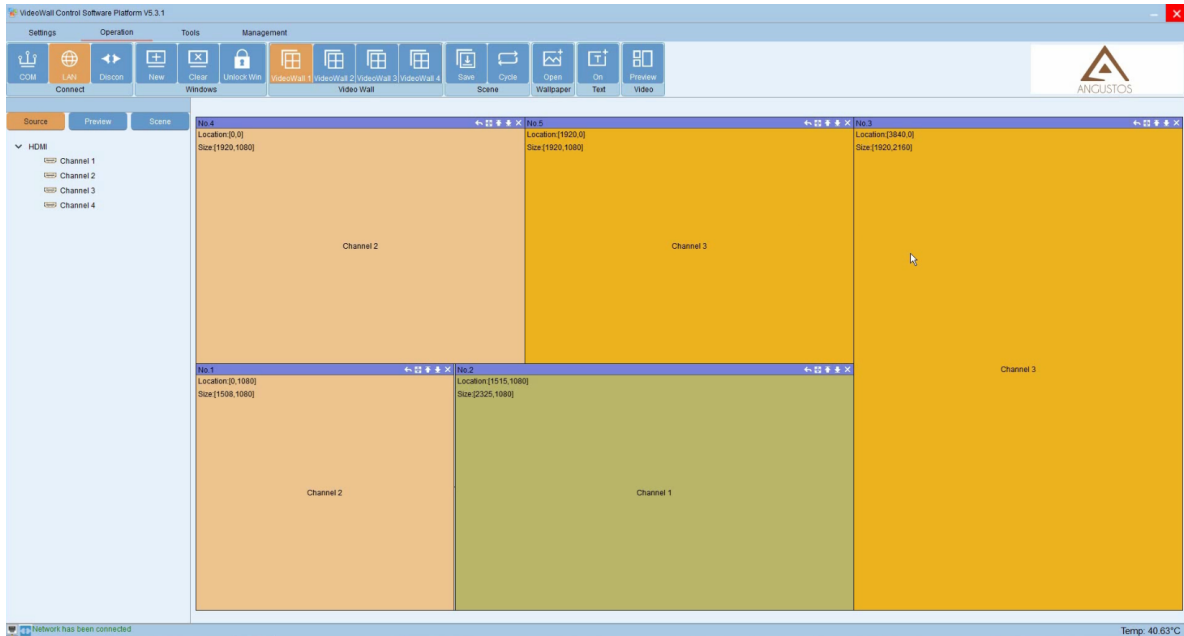 VideoWall Control Software Platform V5.3.1
Settings Operation Tools Management
COM LAN Discon New Clear Unlock Win VideoWall 1 VideoWall 2 VideoWall 3 VideoWall 4 Save Cycle Open On Preview
Connect Windows Video Wall Scene Wallpaper Text Video
ANGUSTOS
Source Preview Scene
HDMI
Channel 1
Channel 2
Channel 3
Channel 4
No.4
Location:[0,0]
Size:[1920,1080]
Channel 2
No.5
Location:[1920,0]
Size:[1920,1080]
Channel 3
No.3
Location:[3840,0]
Size:[1920,2160]
Channel 3
No.1
Location:[0,1080]
Size:[1508,1080]
Channel 2
No.2
Location:[1515,1080]
Size:[2325,1080]
Channel 1
Network has been connected
Temp: 40.63°C